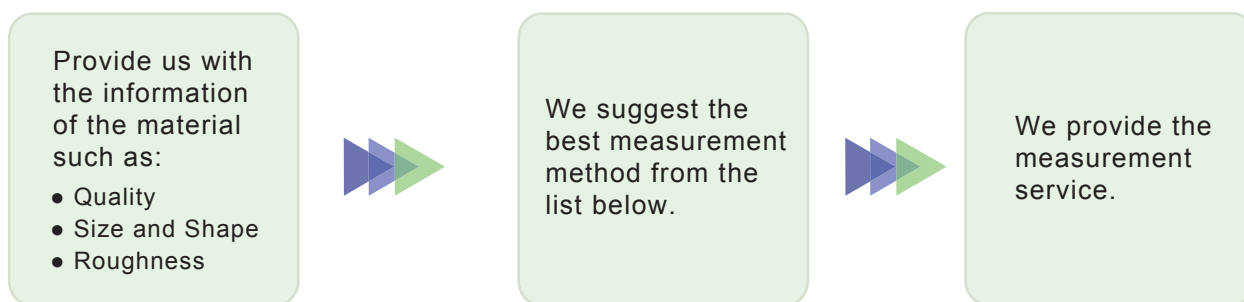 Provide us with
the information
of the material
such as:
● Quality
● Size and Shape
● Roughness
We suggest the
best measurement
method from the
list below.
We provide the
measurement
service.